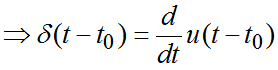 ⇒ δ(t − t₀) = d/dt u(t − t₀)